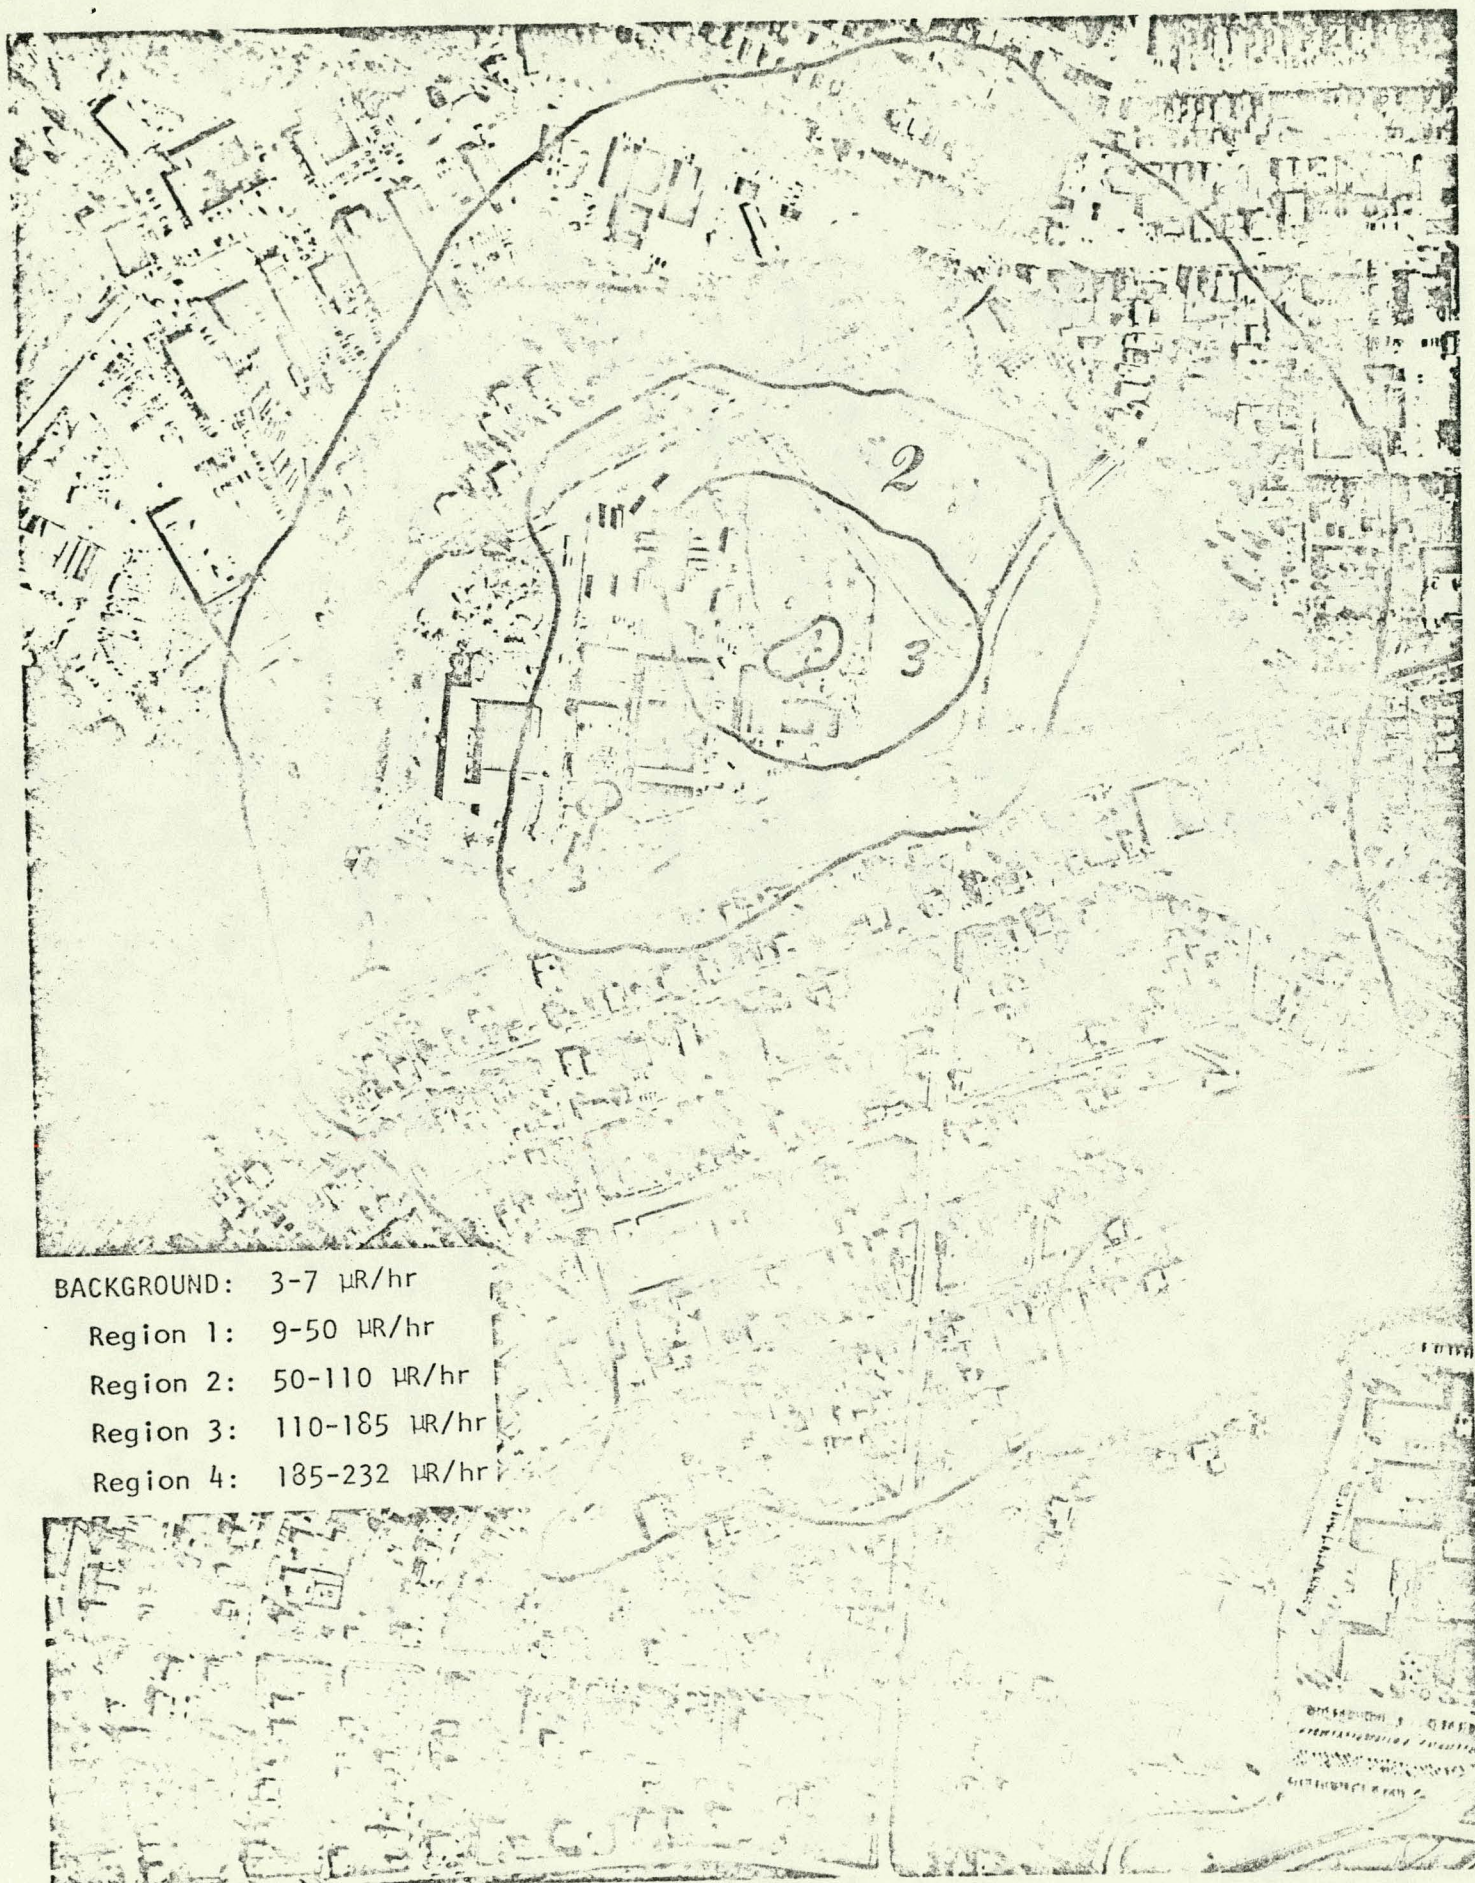 2
3
BACKGROUND: 3-7 µR/hr
Region 1: 9-50 µR/hr
Region 2: 50-110 µR/hr
Region 3: 110-185 µR/hr
Region 4: 185-232 µR/hr